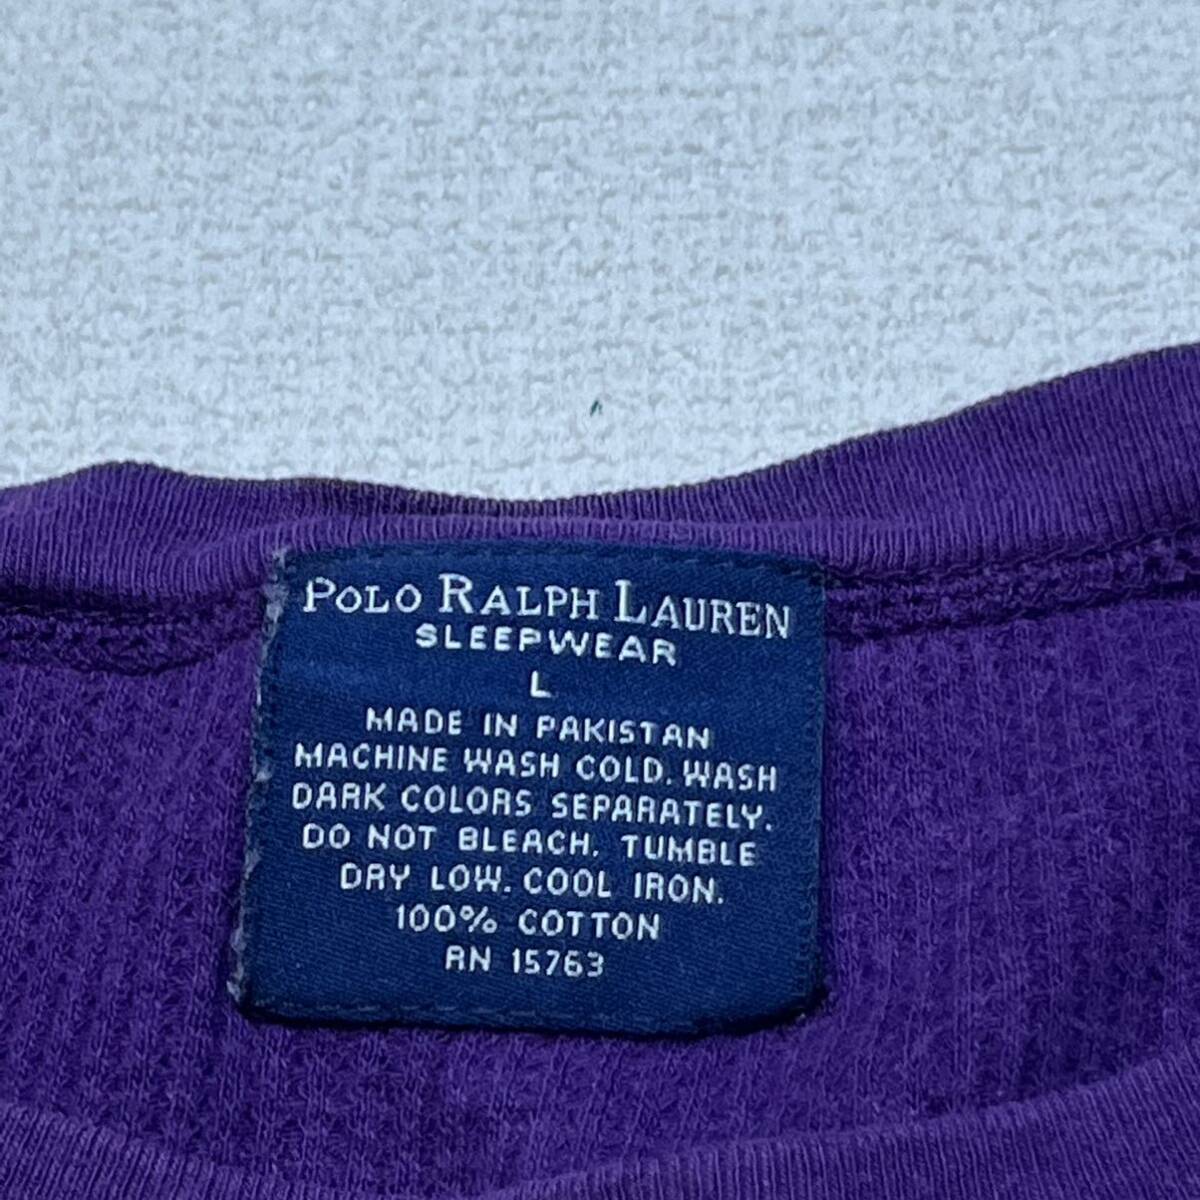 POLO RALPH LAUREN
SLEEPWEAR
L
MADE IN PAKISTAN
MACHINE WASH COLD. WASH
DARK COLORS SEPARATELY.
DO NOT BLEACH. TUMBLE
DRY LOW. COOL IRON.
100% COTTON
RN 15763